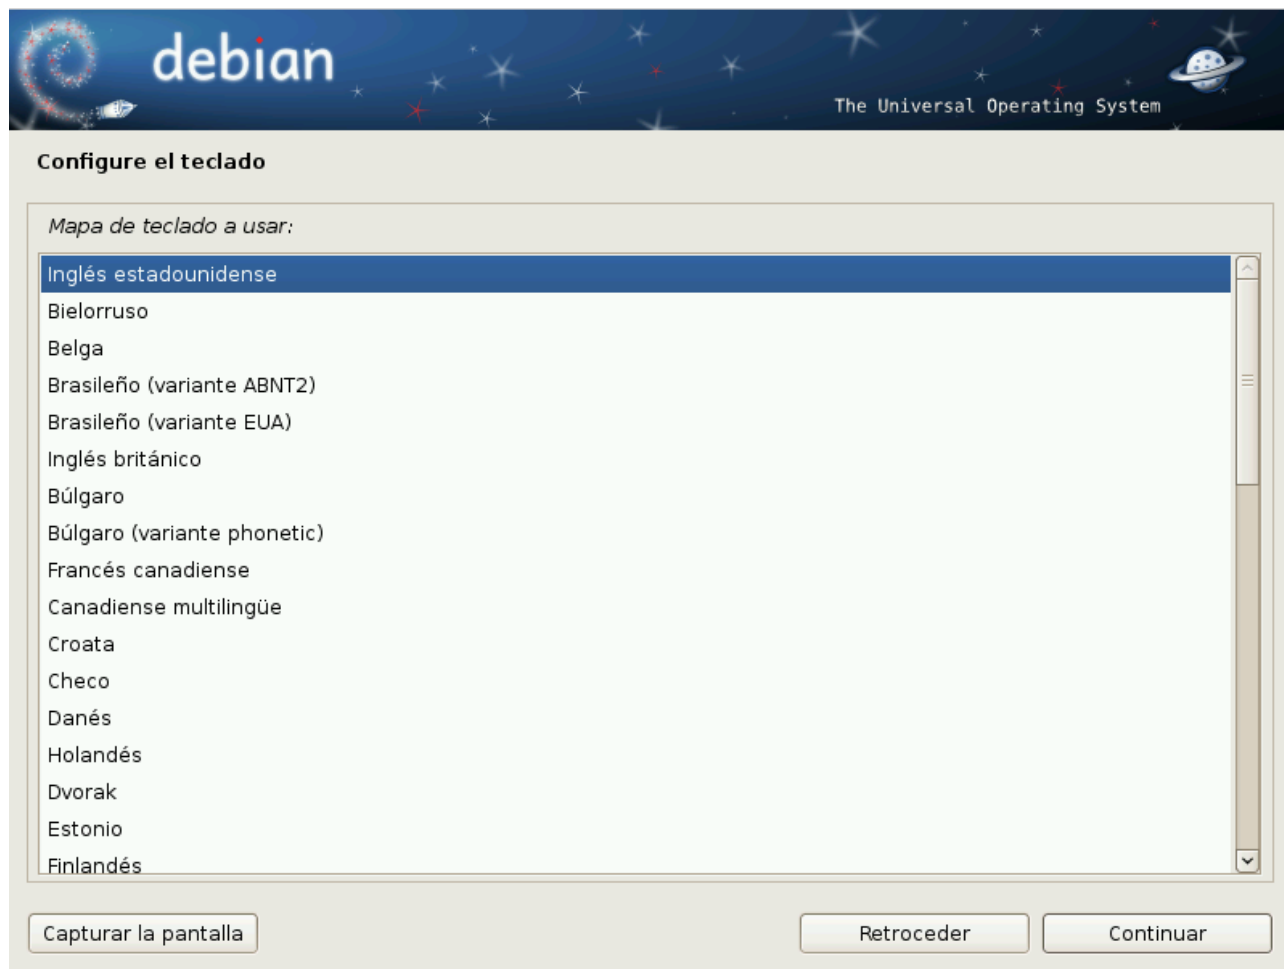 debian
The Universal Operating System
Configure el teclado
Mapa de teclado a usar:
Inglés estadounidense
Bielorruso
Belga
Brasileño (variante ABNT2)
Brasileño (variante EUA)
Inglés británico
Búlgaro
Búlgaro (variante phonetic)
Francés canadiense
Canadiense multilingüe
Croata
Checo
Danés
Holandés
Dvorak
Estonio
Finlandés
Capturar la pantalla
Retroceder
Continuar